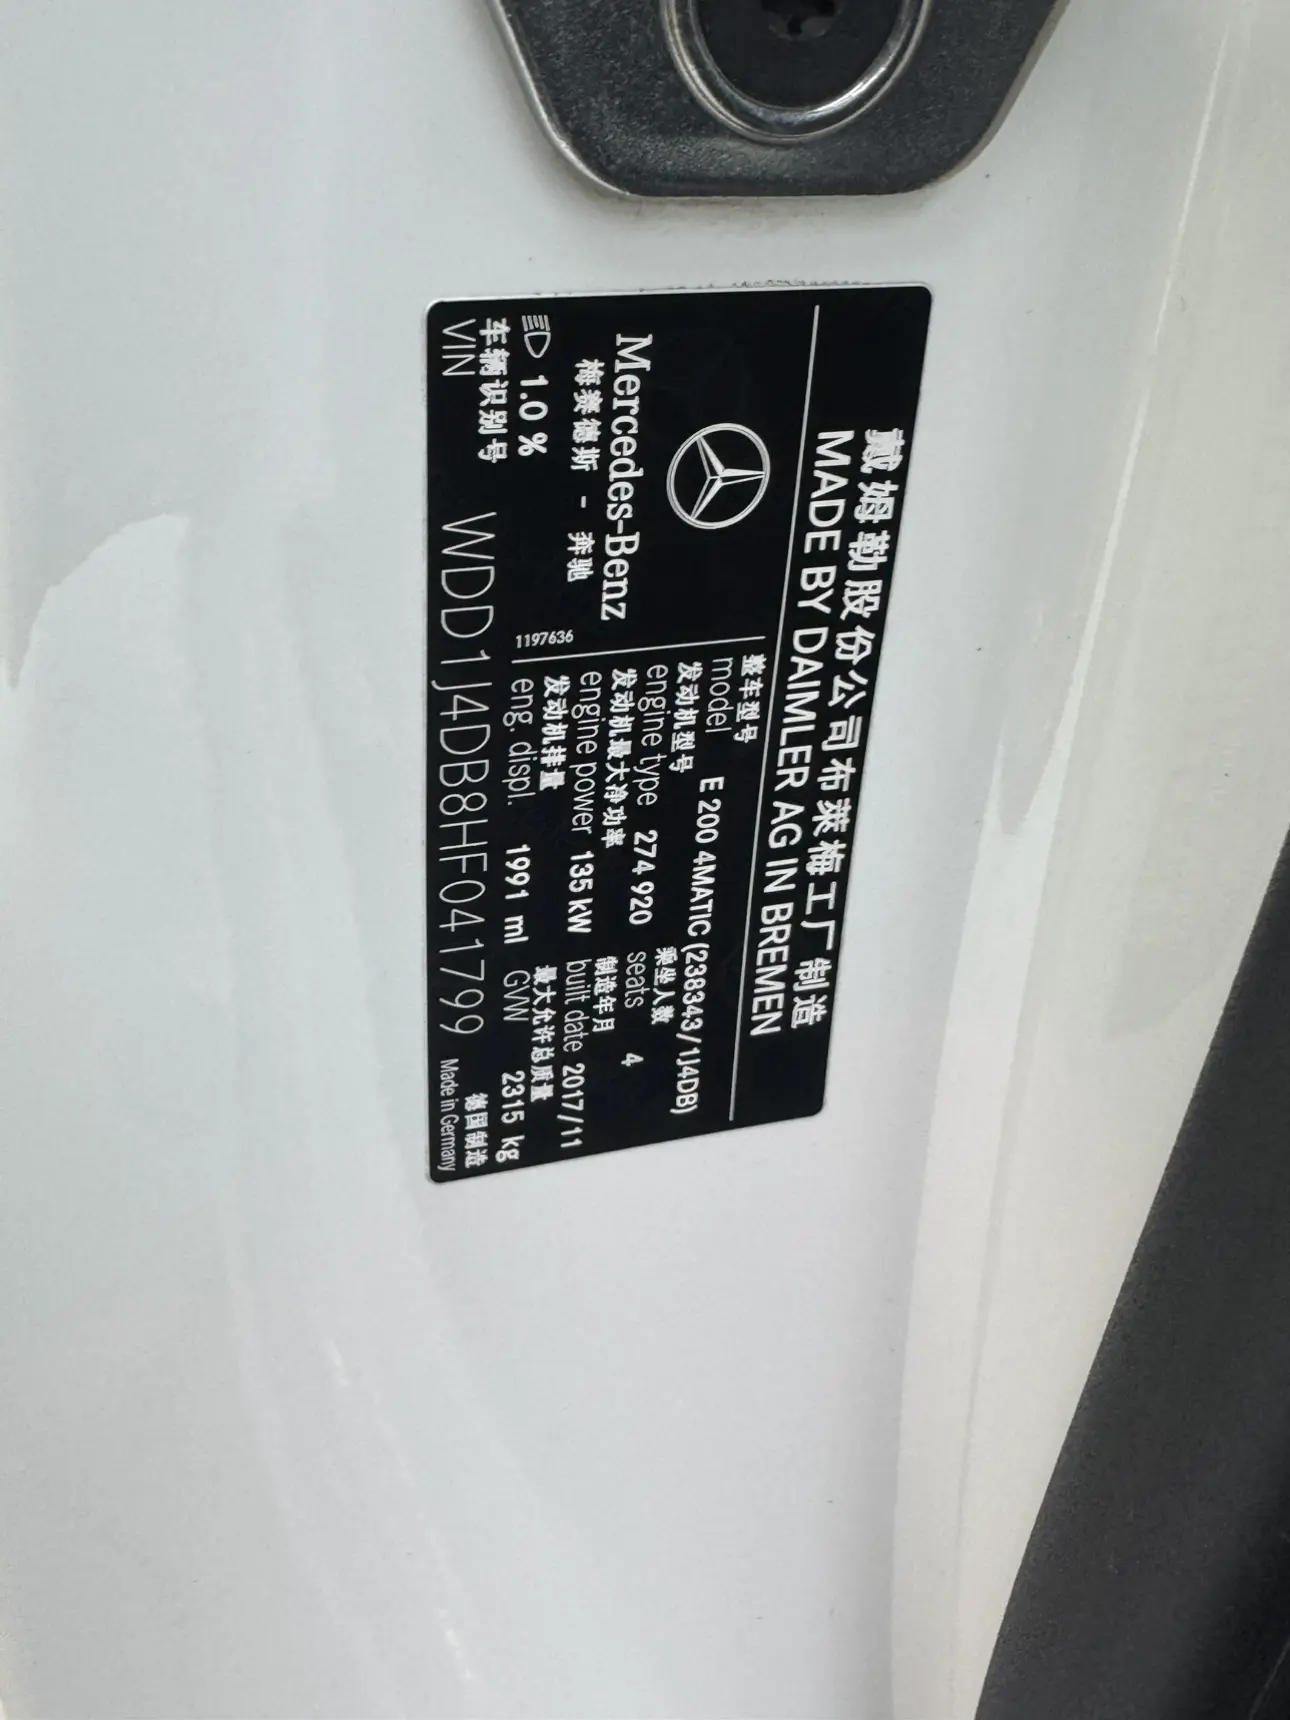 戴姆勒股份公司布莱梅工厂制造
MADE BY DAIMLER AG IN BREMEN
Mercedes-Benz
梅赛德斯 - 奔驰
1.0 %
1197636
整车型号
model E 200 4MATIC (238343/1J4DB)
发动机型号 乘坐人数
engine type 274 920 seats 4
发动机最大净功率 制造年月
engine power 135 kW built date 2017/11
发动机排量 最大允许总质量
eng. displ. 1991 ml GVW 2315 kg
车辆识别号 德国制造
VIN WDD1J4DB8HF041799 Made in Germany